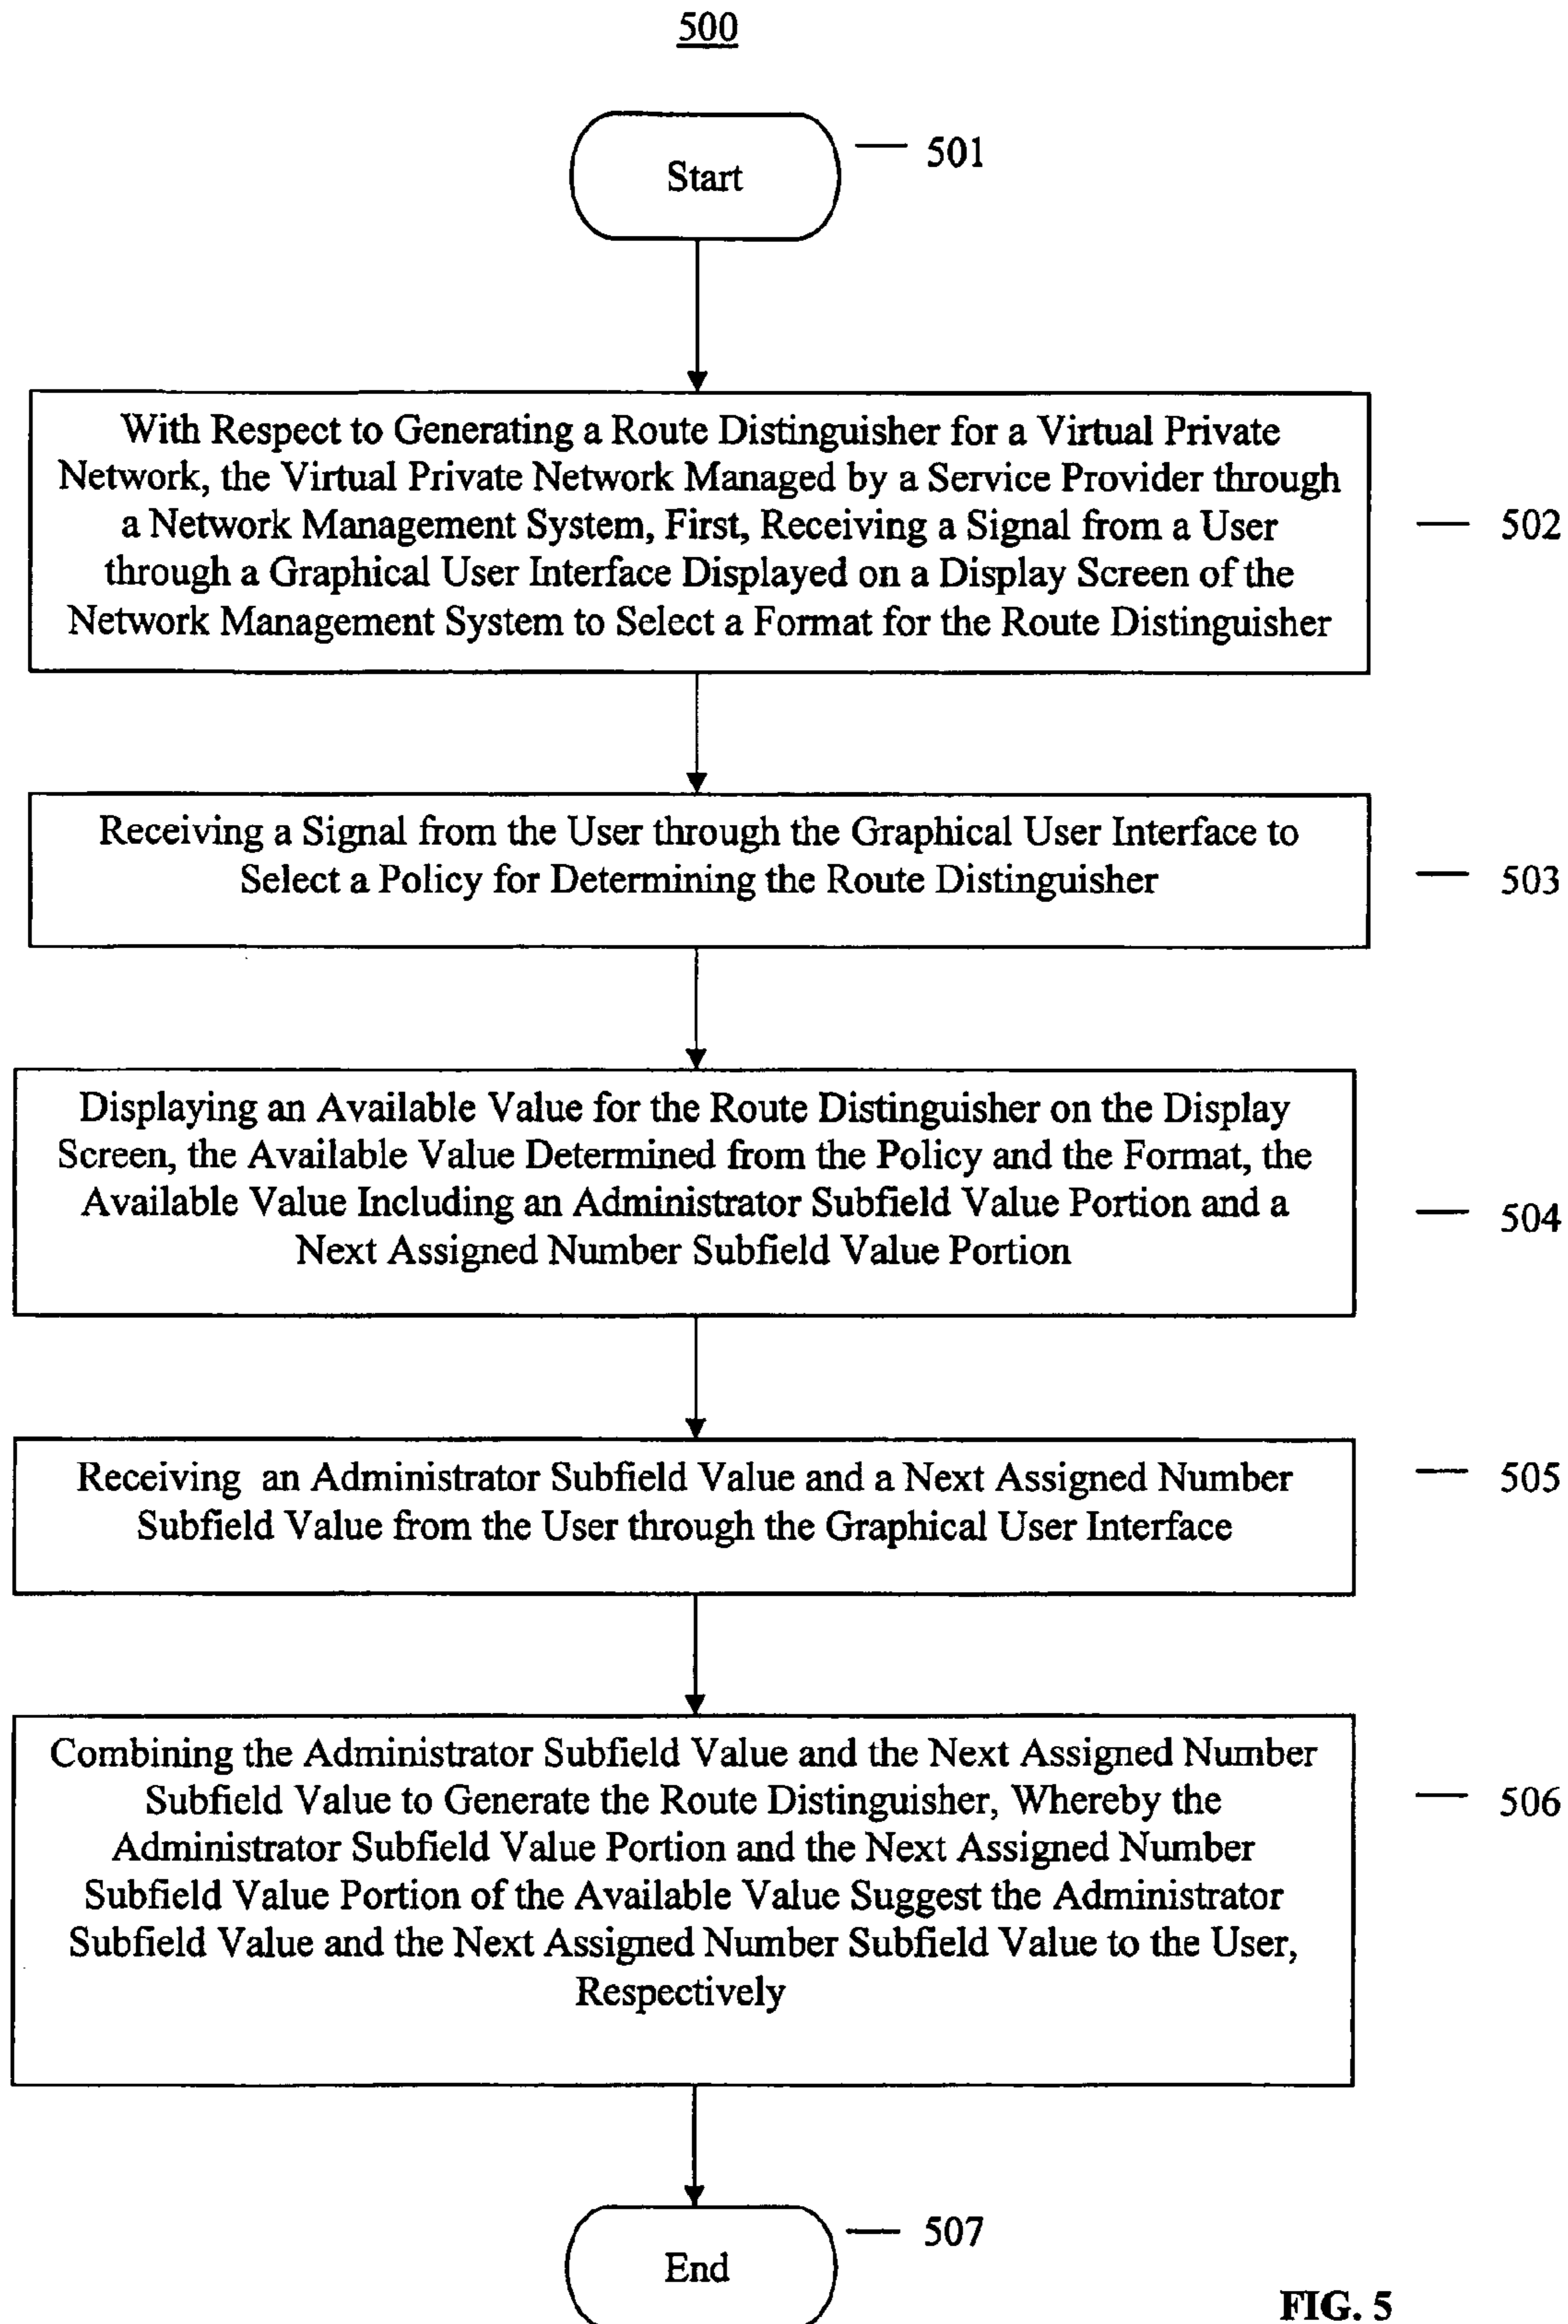 500
Start
501
With Respect to Generating a Route Distinguisher for a Virtual Private
Network, the Virtual Private Network Managed by a Service Provider through
a Network Management System, First, Receiving a Signal from a User
through a Graphical User Interface Displayed on a Display Screen of the
Network Management System to Select a Format for the Route Distinguisher
502
Receiving a Signal from the User through the Graphical User Interface to
Select a Policy for Determining the Route Distinguisher
503
Displaying an Available Value for the Route Distinguisher on the Display
Screen, the Available Value Determined from the Policy and the Format, the
Available Value Including an Administrator Subfield Value Portion and a
Next Assigned Number Subfield Value Portion
504
Receiving an Administrator Subfield Value and a Next Assigned Number
Subfield Value from the User through the Graphical User Interface
505
Combining the Administrator Subfield Value and the Next Assigned Number
Subfield Value to Generate the Route Distinguisher, Whereby the
Administrator Subfield Value Portion and the Next Assigned Number
Subfield Value Portion of the Available Value Suggest the Administrator
Subfield Value and the Next Assigned Number Subfield Value to the User,
Respectively
506
End
507
FIG. 5